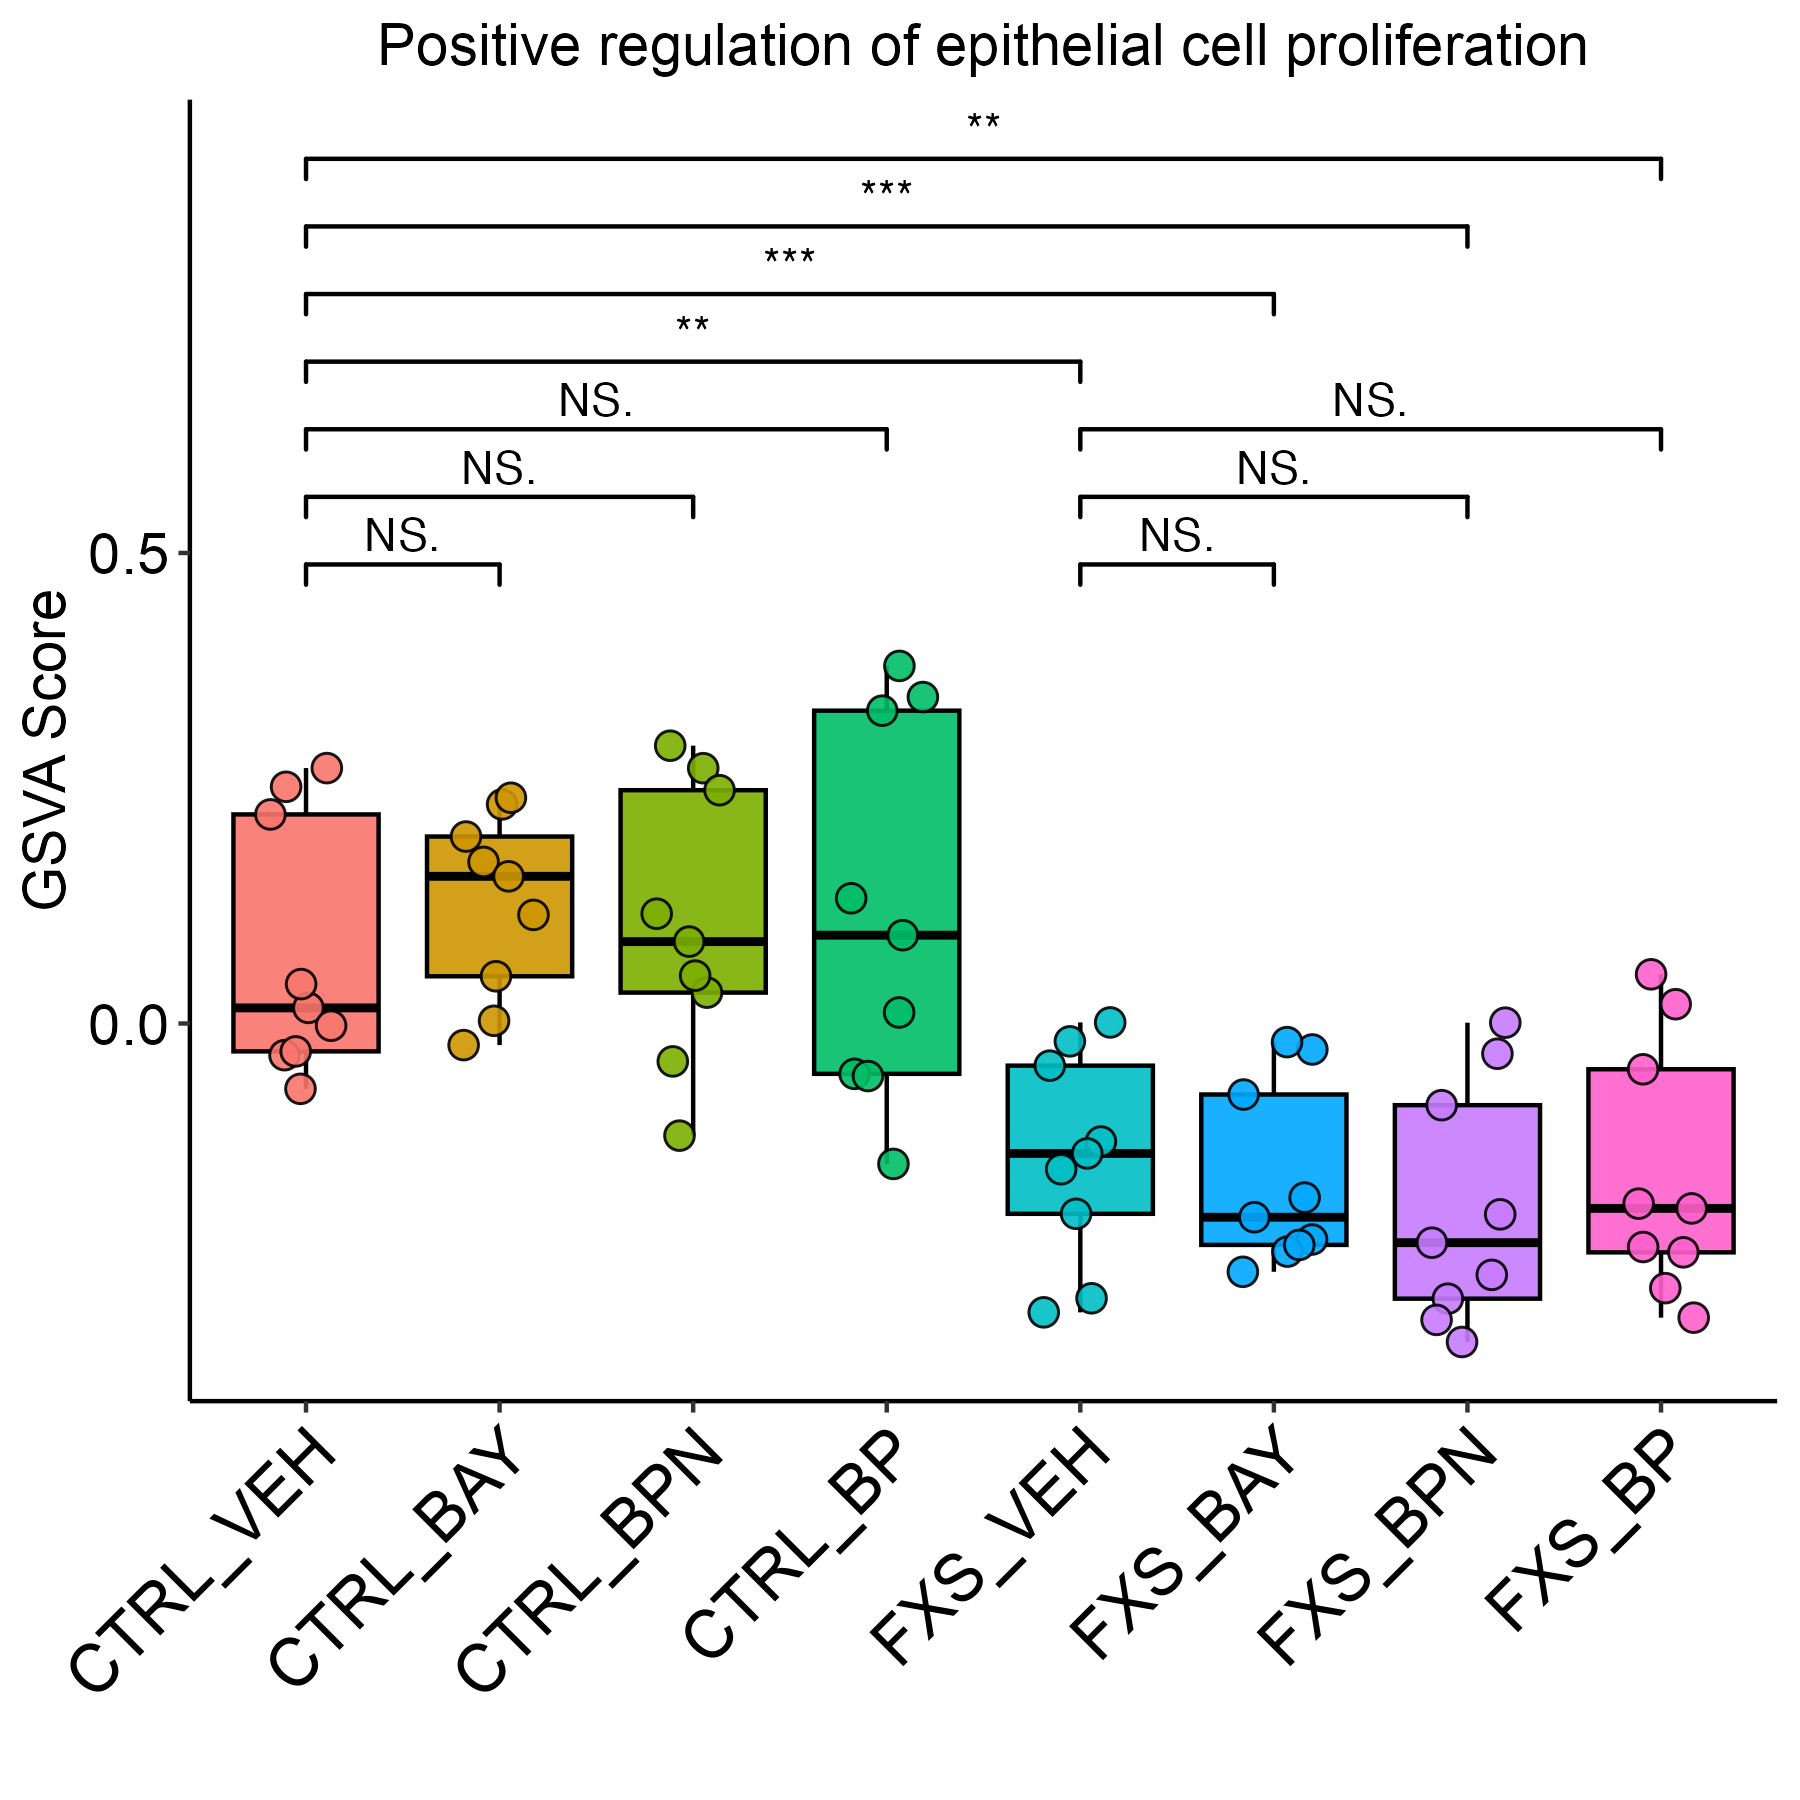 Positive regulation of epithelial cell proliferation
**
***
***
**
NS. NS.
NS. NS.
NS. NS.
GSVA Score
0.5
0.0
CTRL_VEH
CTRL_BAY
CTRL_BPN
CTRL_BP
FXS_VEH
FXS_BAY
FXS_BPN
FXS_BP